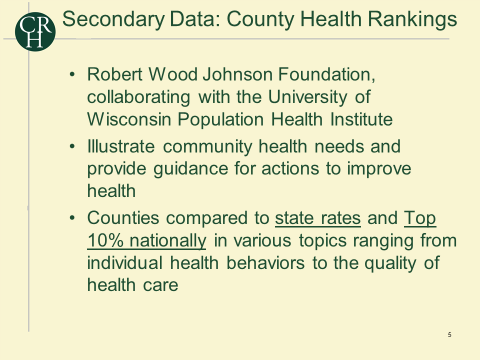 CRH
Secondary Data: County Health Rankings
• Robert Wood Johnson Foundation,
collaborating with the University of
Wisconsin Population Health Institute
• Illustrate community health needs and
provide guidance for actions to improve
health
• Counties compared to state rates and Top
10% nationally in various topics ranging from
individual health behaviors to the quality of
health care
5